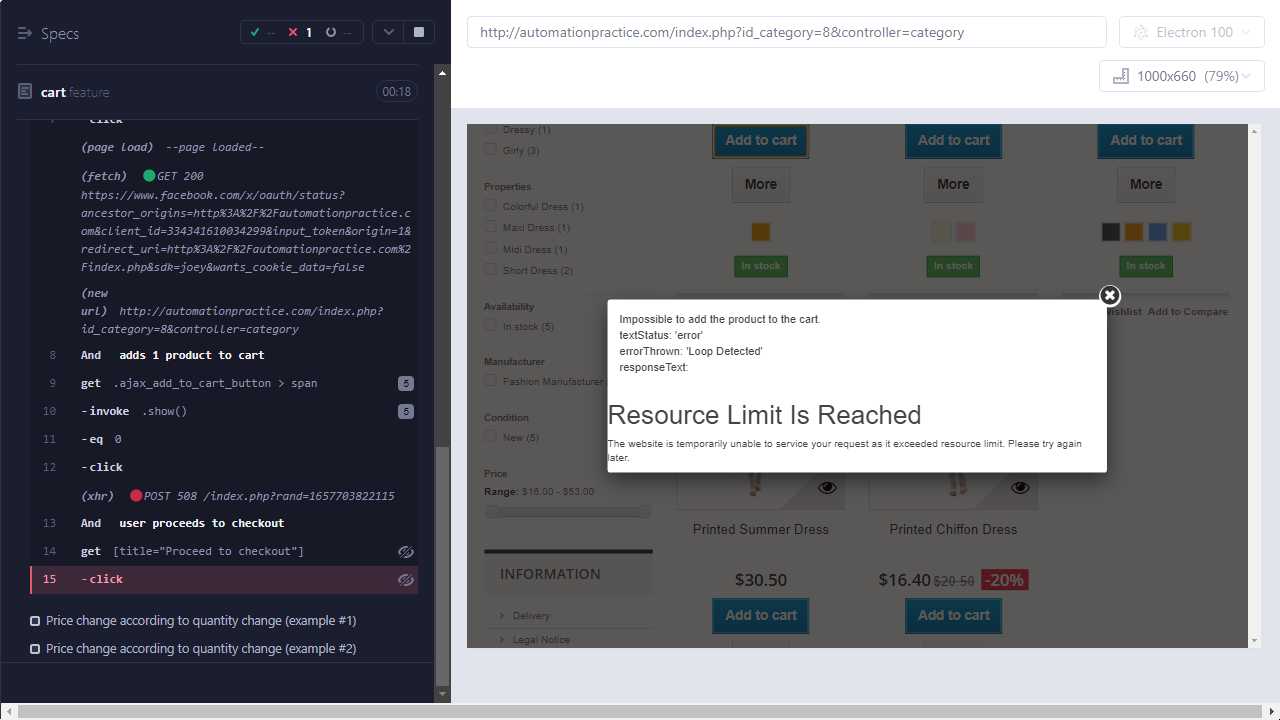 Specs
-- 1 --
cart.feature
00:18
7 -click
(page load) --page loaded--
(fetch) GET 200
https://www.facebook.com/x/oauth/status?
ancestor_origins=http%3A%2F%2Fautomationpractice.c
om&client_id=334341610034299&input_token&origin=1&
redirect_uri=http%3A%2F%2Fautomationpractice.com%2
Findex.php&sdk=joey&wants_cookie_data=false
(new
url) http://automationpractice.com/index.php?
id_category=8&controller=category
8 And adds 1 product to cart
9 get .ajax_add_to_cart_button > span 5
10 -invoke .show() 5
11 -eq 0
12 -click
(xhr) POST 508 /index.php?rand=1657703822115
13 And user proceeds to checkout
14 get [title="Proceed to checkout"]
15 -click
Price change according to quantity change (example #1)
Price change according to quantity change (example #2)
http://automationpractice.com/index.php?id_category=8&controller=category
Electron 100
1000x660 (79%)
Dressy (1)
Girly (3)
Properties
Colorful Dress (1)
Maxi Dress (1)
Midi Dress (1)
Short Dress (2)
Availability
In stock (5)
Manufacturer
Fashion Manufacturer
Condition
New (5)
Price
Range: $16.00 - $53.00
INFORMATION
Delivery
Legal Notice
Add to cart Add to cart Add to cart
More More More
In stock In stock In stock
Wishlist Add to Compare
Impossible to add the product to the cart.
textStatus: 'error'
errorThrown: 'Loop Detected'
responseText:
Resource Limit Is Reached
The website is temporarily unable to service your request as it exceeded resource limit. Please try again
later.
Printed Summer Dress Printed Chiffon Dress
$30.50 $16.40 $20.50 -20%
Add to cart Add to cart